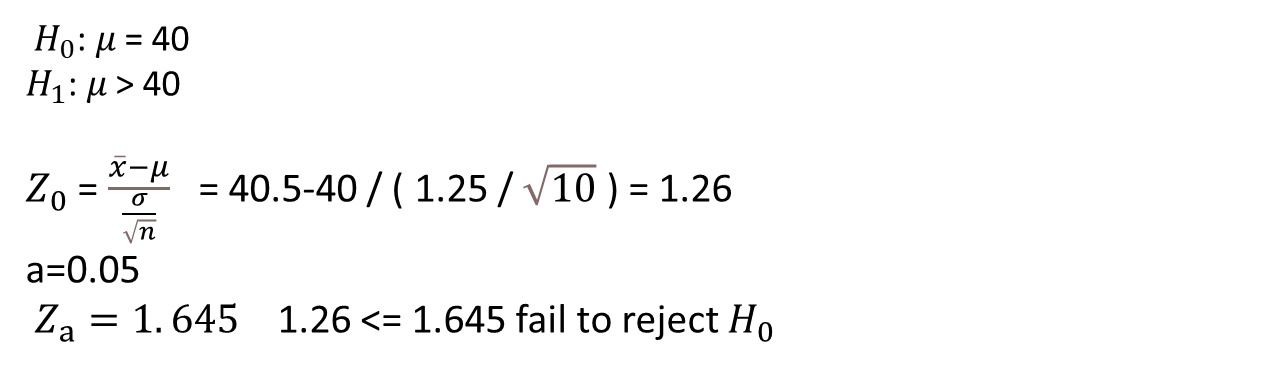 H₀: μ = 40
H₁: μ > 40
Z₀ = (x̄−μ)/(σ/√n) = 40.5-40 / ( 1.25 / √10 ) = 1.26
a=0.05
Zₐ = 1.645 1.26 <= 1.645 fail to reject H₀